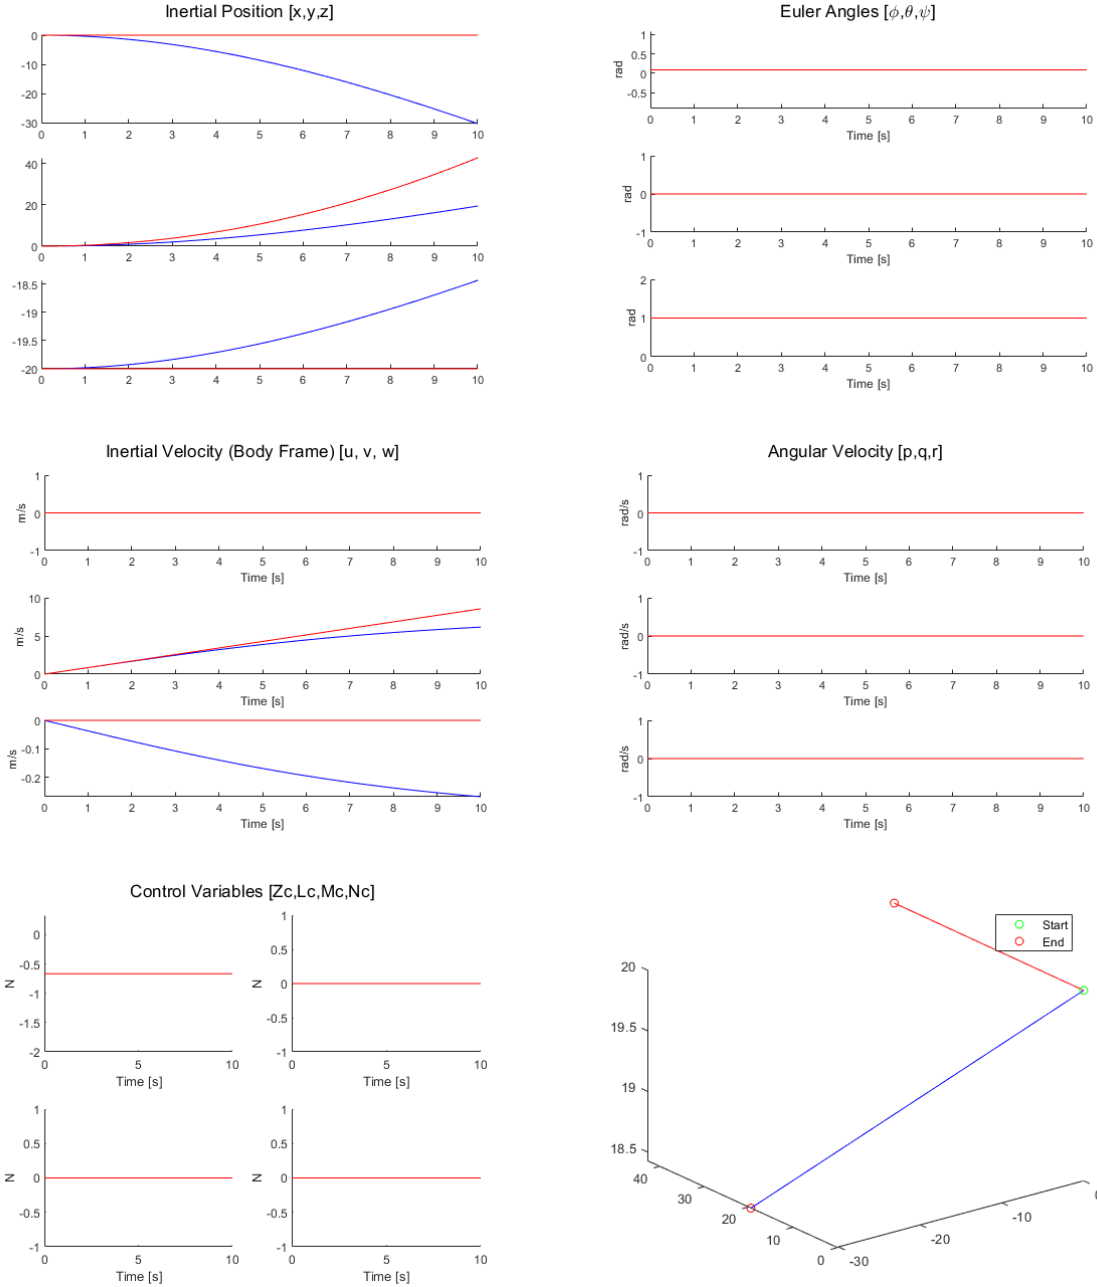 Inertial Position [x,y,z]
0
-10
-20
-30
0 1 2 3 4 5 6 7 8 9 10
40
20
0
0 1 2 3 4 5 6 7 8 9 10
-18.5
-19
-19.5
-20
0 1 2 3 4 5 6 7 8 9 10
Euler Angles [ϕ,θ,ψ]
rad
1
0.5
0
-0.5
0 1 2 3 4 5 6 7 8 9 10
Time [s]
rad
1
0
-1
0 1 2 3 4 5 6 7 8 9 10
Time [s]
rad
2
1
0
0 1 2 3 4 5 6 7 8 9 10
Time [s]
Inertial Velocity (Body Frame) [u, v, w]
m/s
1
0
-1
0 1 2 3 4 5 6 7 8 9 10
Time [s]
m/s
10
5
0
0 1 2 3 4 5 6 7 8 9 10
Time [s]
m/s
0
-0.1
-0.2
0 1 2 3 4 5 6 7 8 9 10
Time [s]
Angular Velocity [p,q,r]
rad/s
1
0
-1
0 1 2 3 4 5 6 7 8 9 10
Time [s]
rad/s
1
0
-1
0 1 2 3 4 5 6 7 8 9 10
Time [s]
rad/s
1
0
-1
0 1 2 3 4 5 6 7 8 9 10
Time [s]
Control Variables [Zc,Lc,Mc,Nc]
N
0
-0.5
-1
-1.5
-2
0 5 10
Time [s]
N
1
0.5
0
-0.5
-1
0 5 10
Time [s]
N
1
0.5
0
-0.5
-1
0 5 10
Time [s]
N
1
0.5
0
-0.5
-1
0 5 10
Time [s]
Start
End
20
19.5
19
18.5
40
30
20
10
0
-30
-20
-10